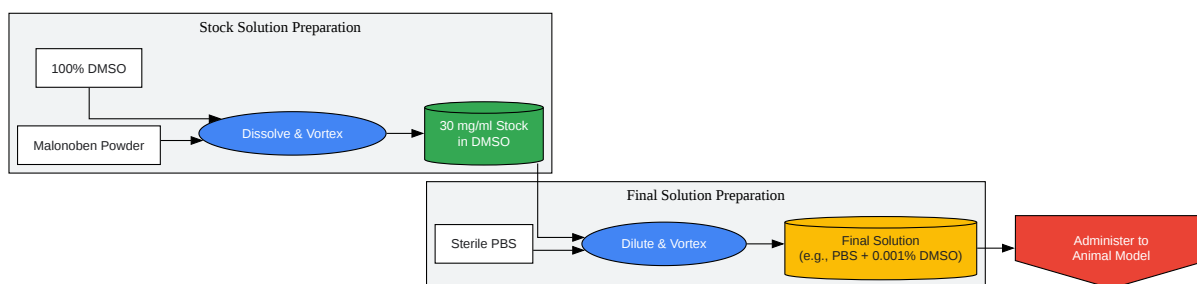 Stock Solution Preparation
100% DMSO
Malonoben Powder
Dissolve & Vortex
30 mg/ml Stock
in DMSO
Final Solution Preparation
Sterile PBS
Dilute & Vortex
Final Solution
(e.g., PBS + 0.001% DMSO)
Administer to
Animal Model